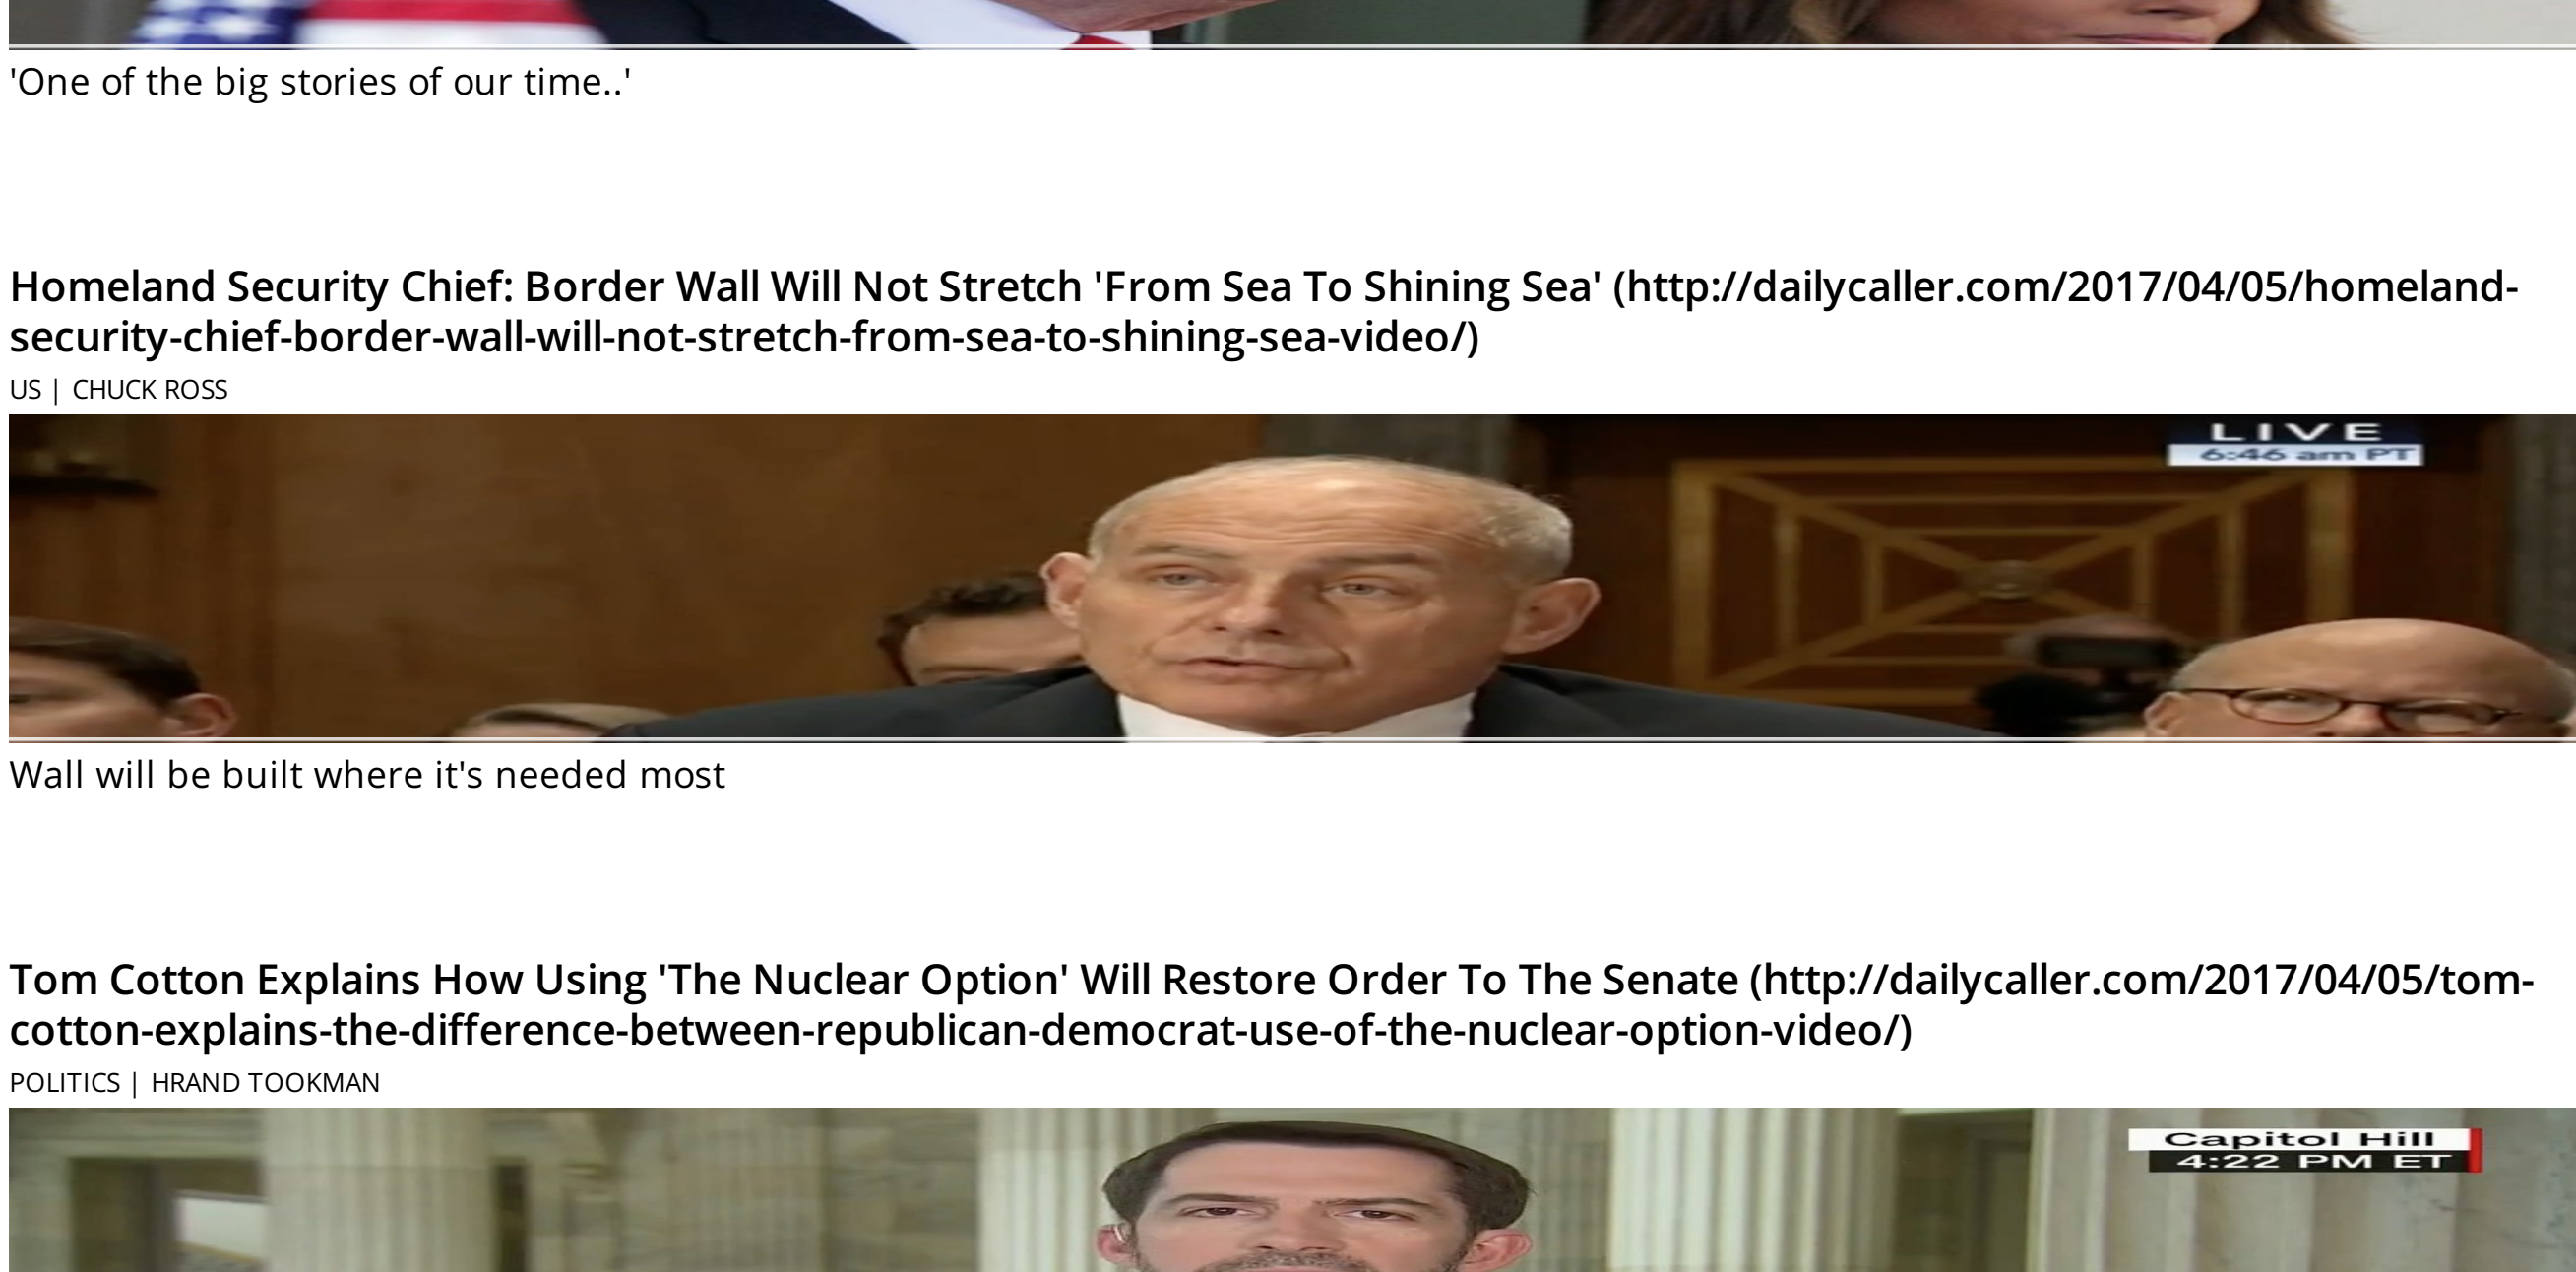 'One of the big stories of our time..'
Homeland Security Chief: Border Wall Will Not Stretch 'From Sea To Shining Sea' (http://dailycaller.com/2017/04/05/homeland-
security-chief-border-wall-will-not-stretch-from-sea-to-shining-sea-video/)
US | CHUCK ROSS
LIVE
6:46 am PT
Wall will be built where it's needed most
Tom Cotton Explains How Using 'The Nuclear Option' Will Restore Order To The Senate (http://dailycaller.com/2017/04/05/tom-
cotton-explains-the-difference-between-republican-democrat-use-of-the-nuclear-option-video/)
POLITICS | HRAND TOOKMAN
Capitol Hill
4:22 PM ET